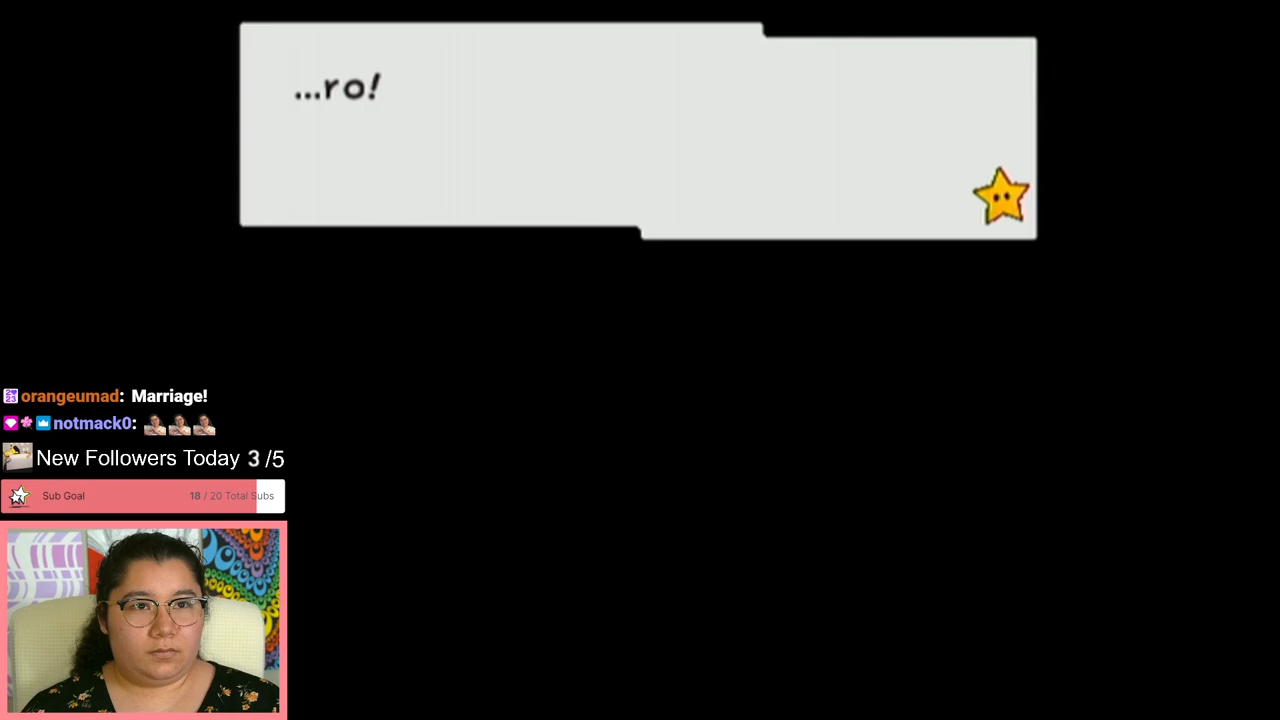 ...ro!
orangeumad: Marriage!
notmack0:
New Followers Today 3 /5
Sub Goal 18 / 20 Total Subs